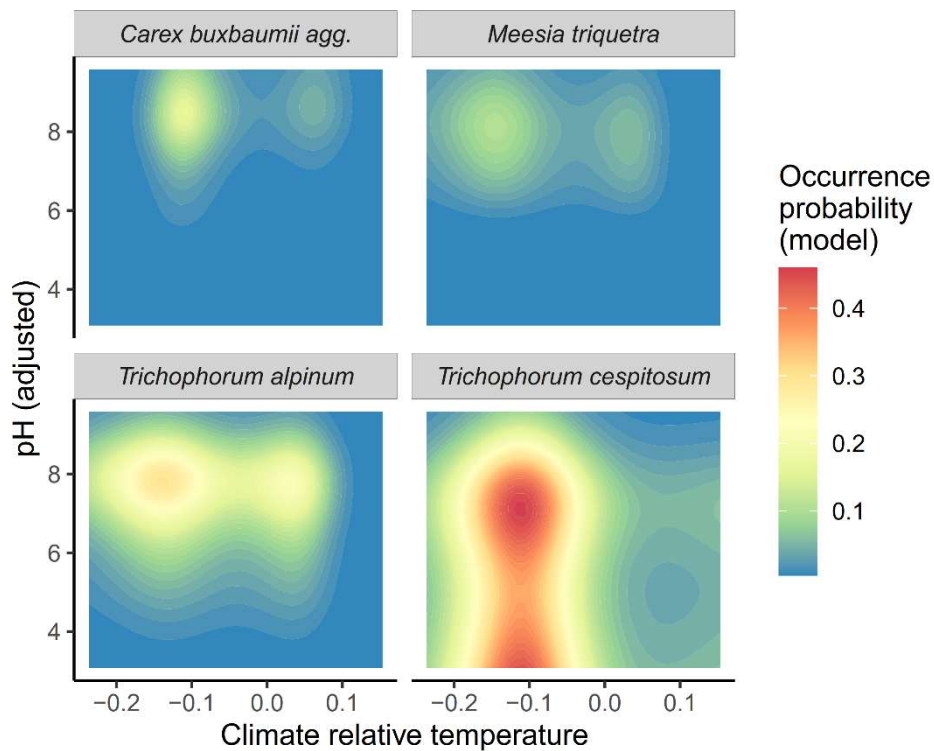 Carex buxbaumii agg.
Meesia triquetra
8
6
4
Trichophorum alpinum
Trichophorum cespitosum
8
6
4
pH (adjusted)
−0.2 −0.1 0.0 0.1
−0.2 −0.1 0.0 0.1
Climate relative temperature
Occurrence
probability
(model)
0.4
0.3
0.2
0.1